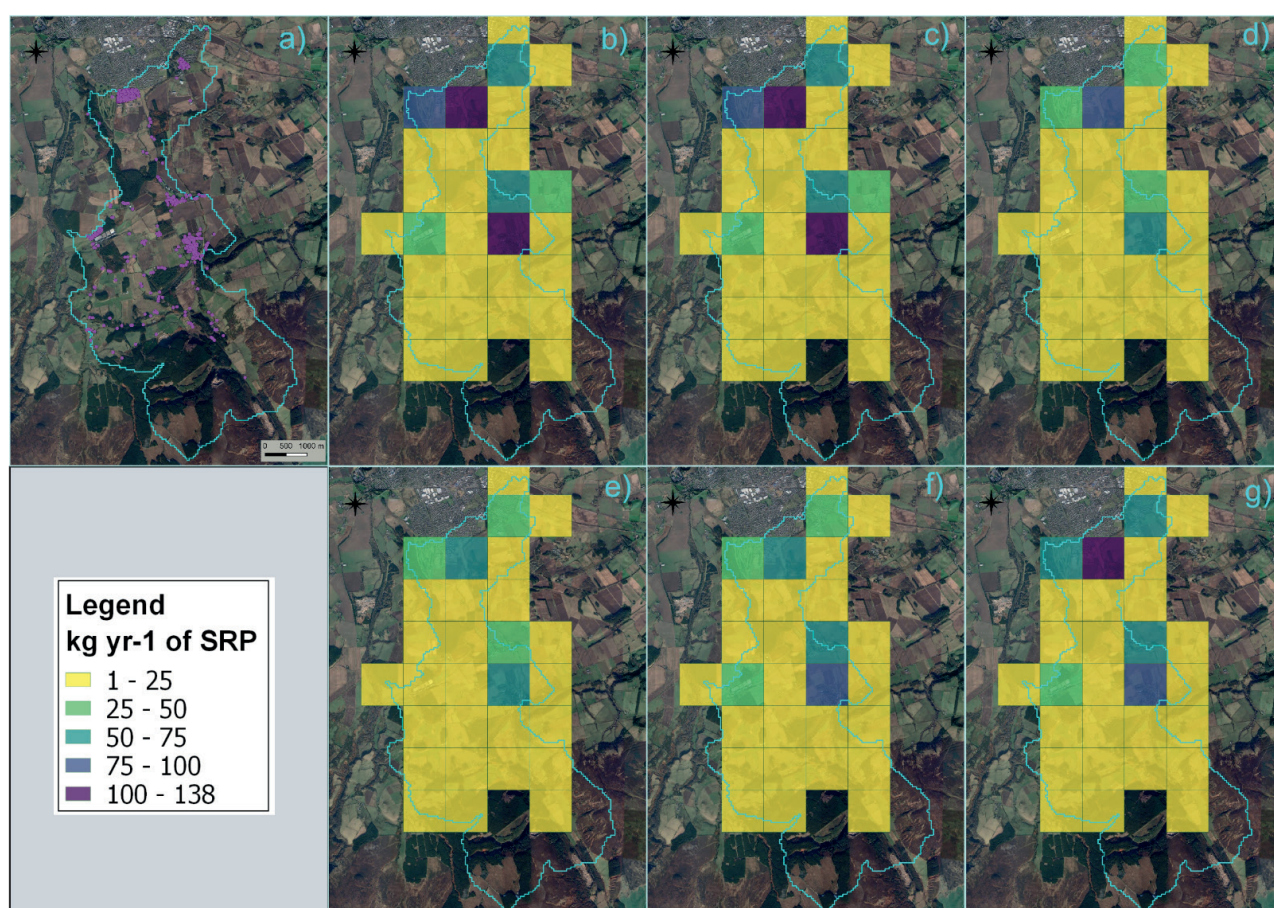 a)
b)
c)
d)
0 500 1000 m
e)
f)
g)
Legend
kg yr-1 of SRP
1 - 25
25 - 50
50 - 75
75 - 100
100 - 138